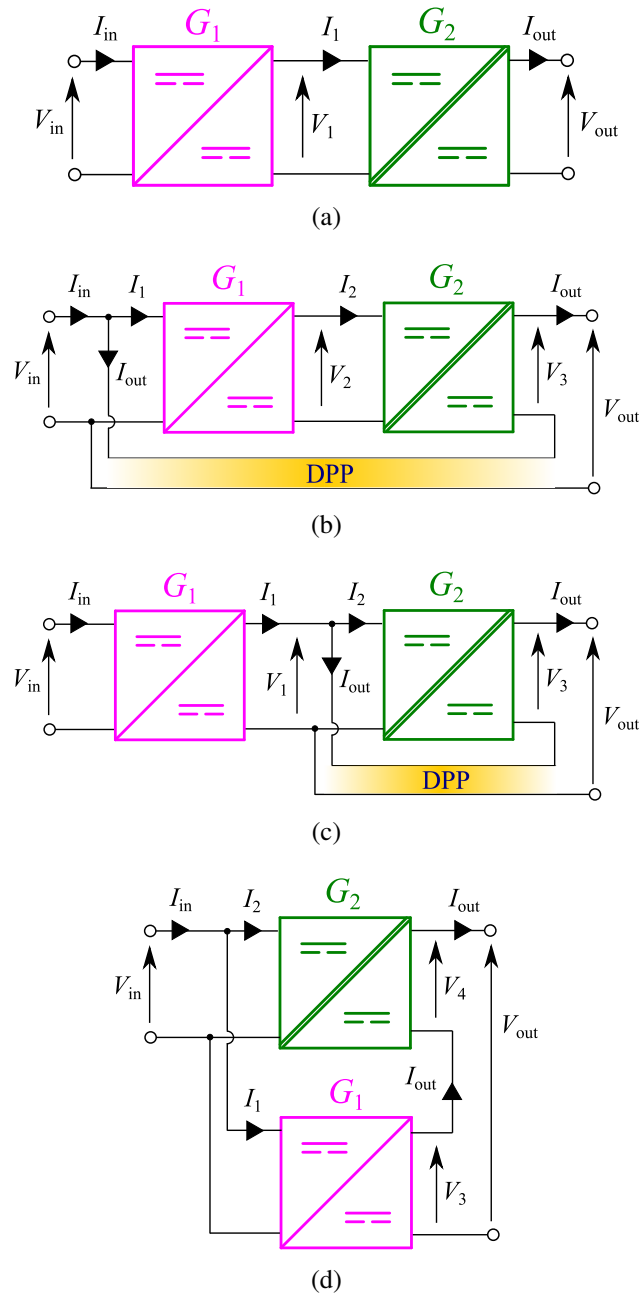 G1 G2
Iin I1 Iout
Vin V1 Vout
(a)
G1 G2
Iin I1 I2 Iout
Iout
Vin V2 V3
Vout
DPP
(b)
G1 G2
Iin I1 I2 Iout
Vin V1 Iout V3
Vout
DPP
(c)
G2
Iin I2 Iout
Vin V4
Vout
G1 Iout
I1
V3
(d)